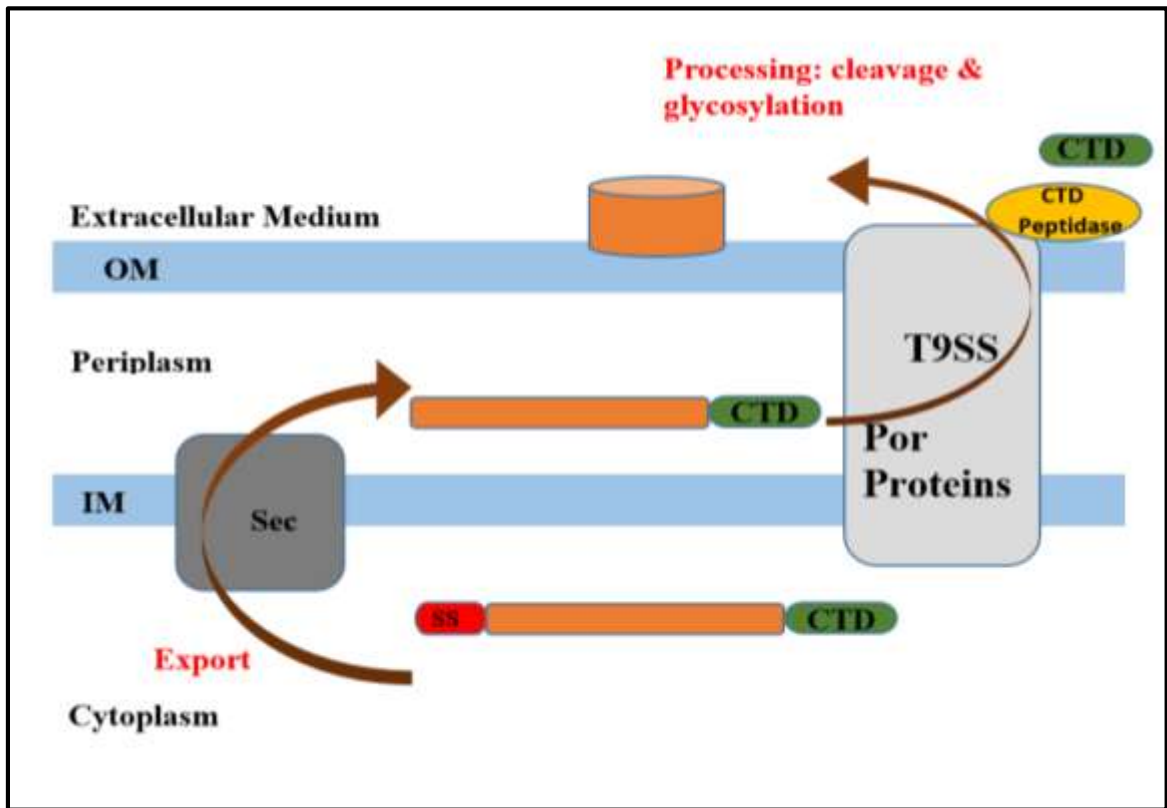 Processing: cleavage &
glycosylation
CTD
CTD
Peptidase
Extracellular Medium
OM
Periplasm
T9SS
CTD
Por
Proteins
IM
Sec
SS
CTD
Export
Cytoplasm